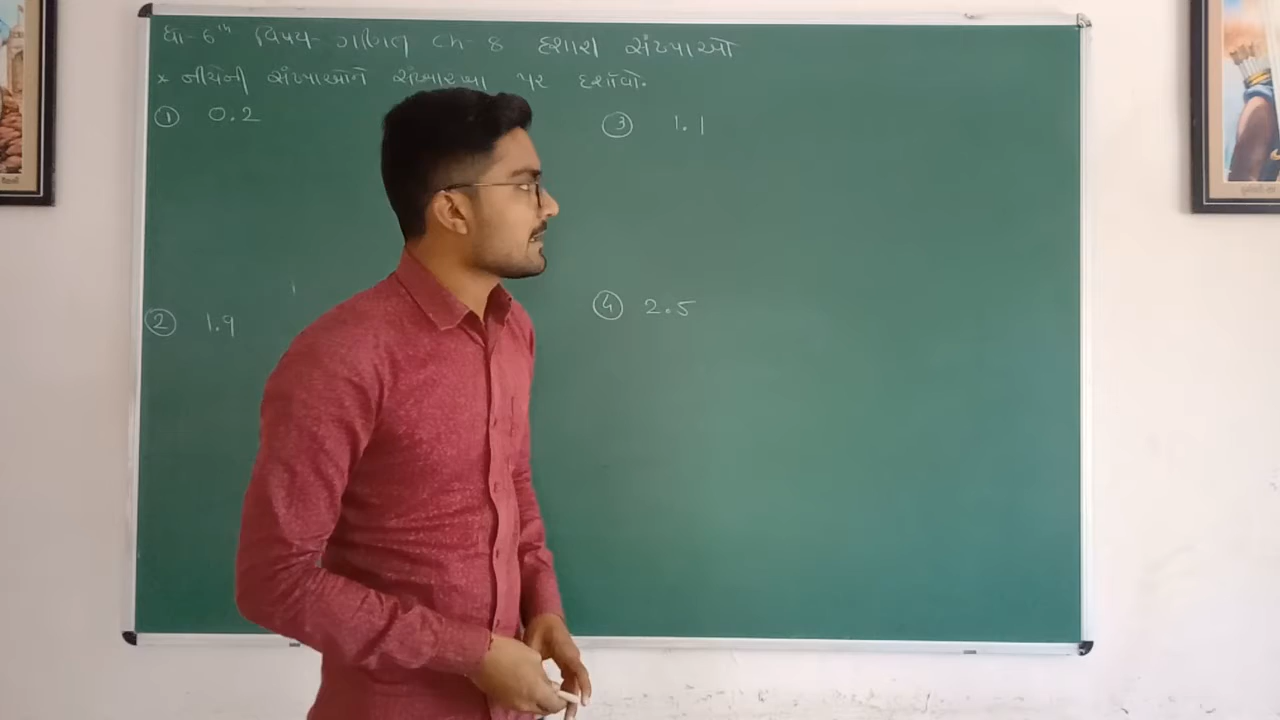 ધો- 6th વિષય- ગણિત Ch- 8 દશાંશ સંખ્યાઓ
× નીચેની સંખ્યાઓને સંખ્યારેખા પર દર્શાવો.
① 0.2
② 1.9
③ 1.1
④ 2.5